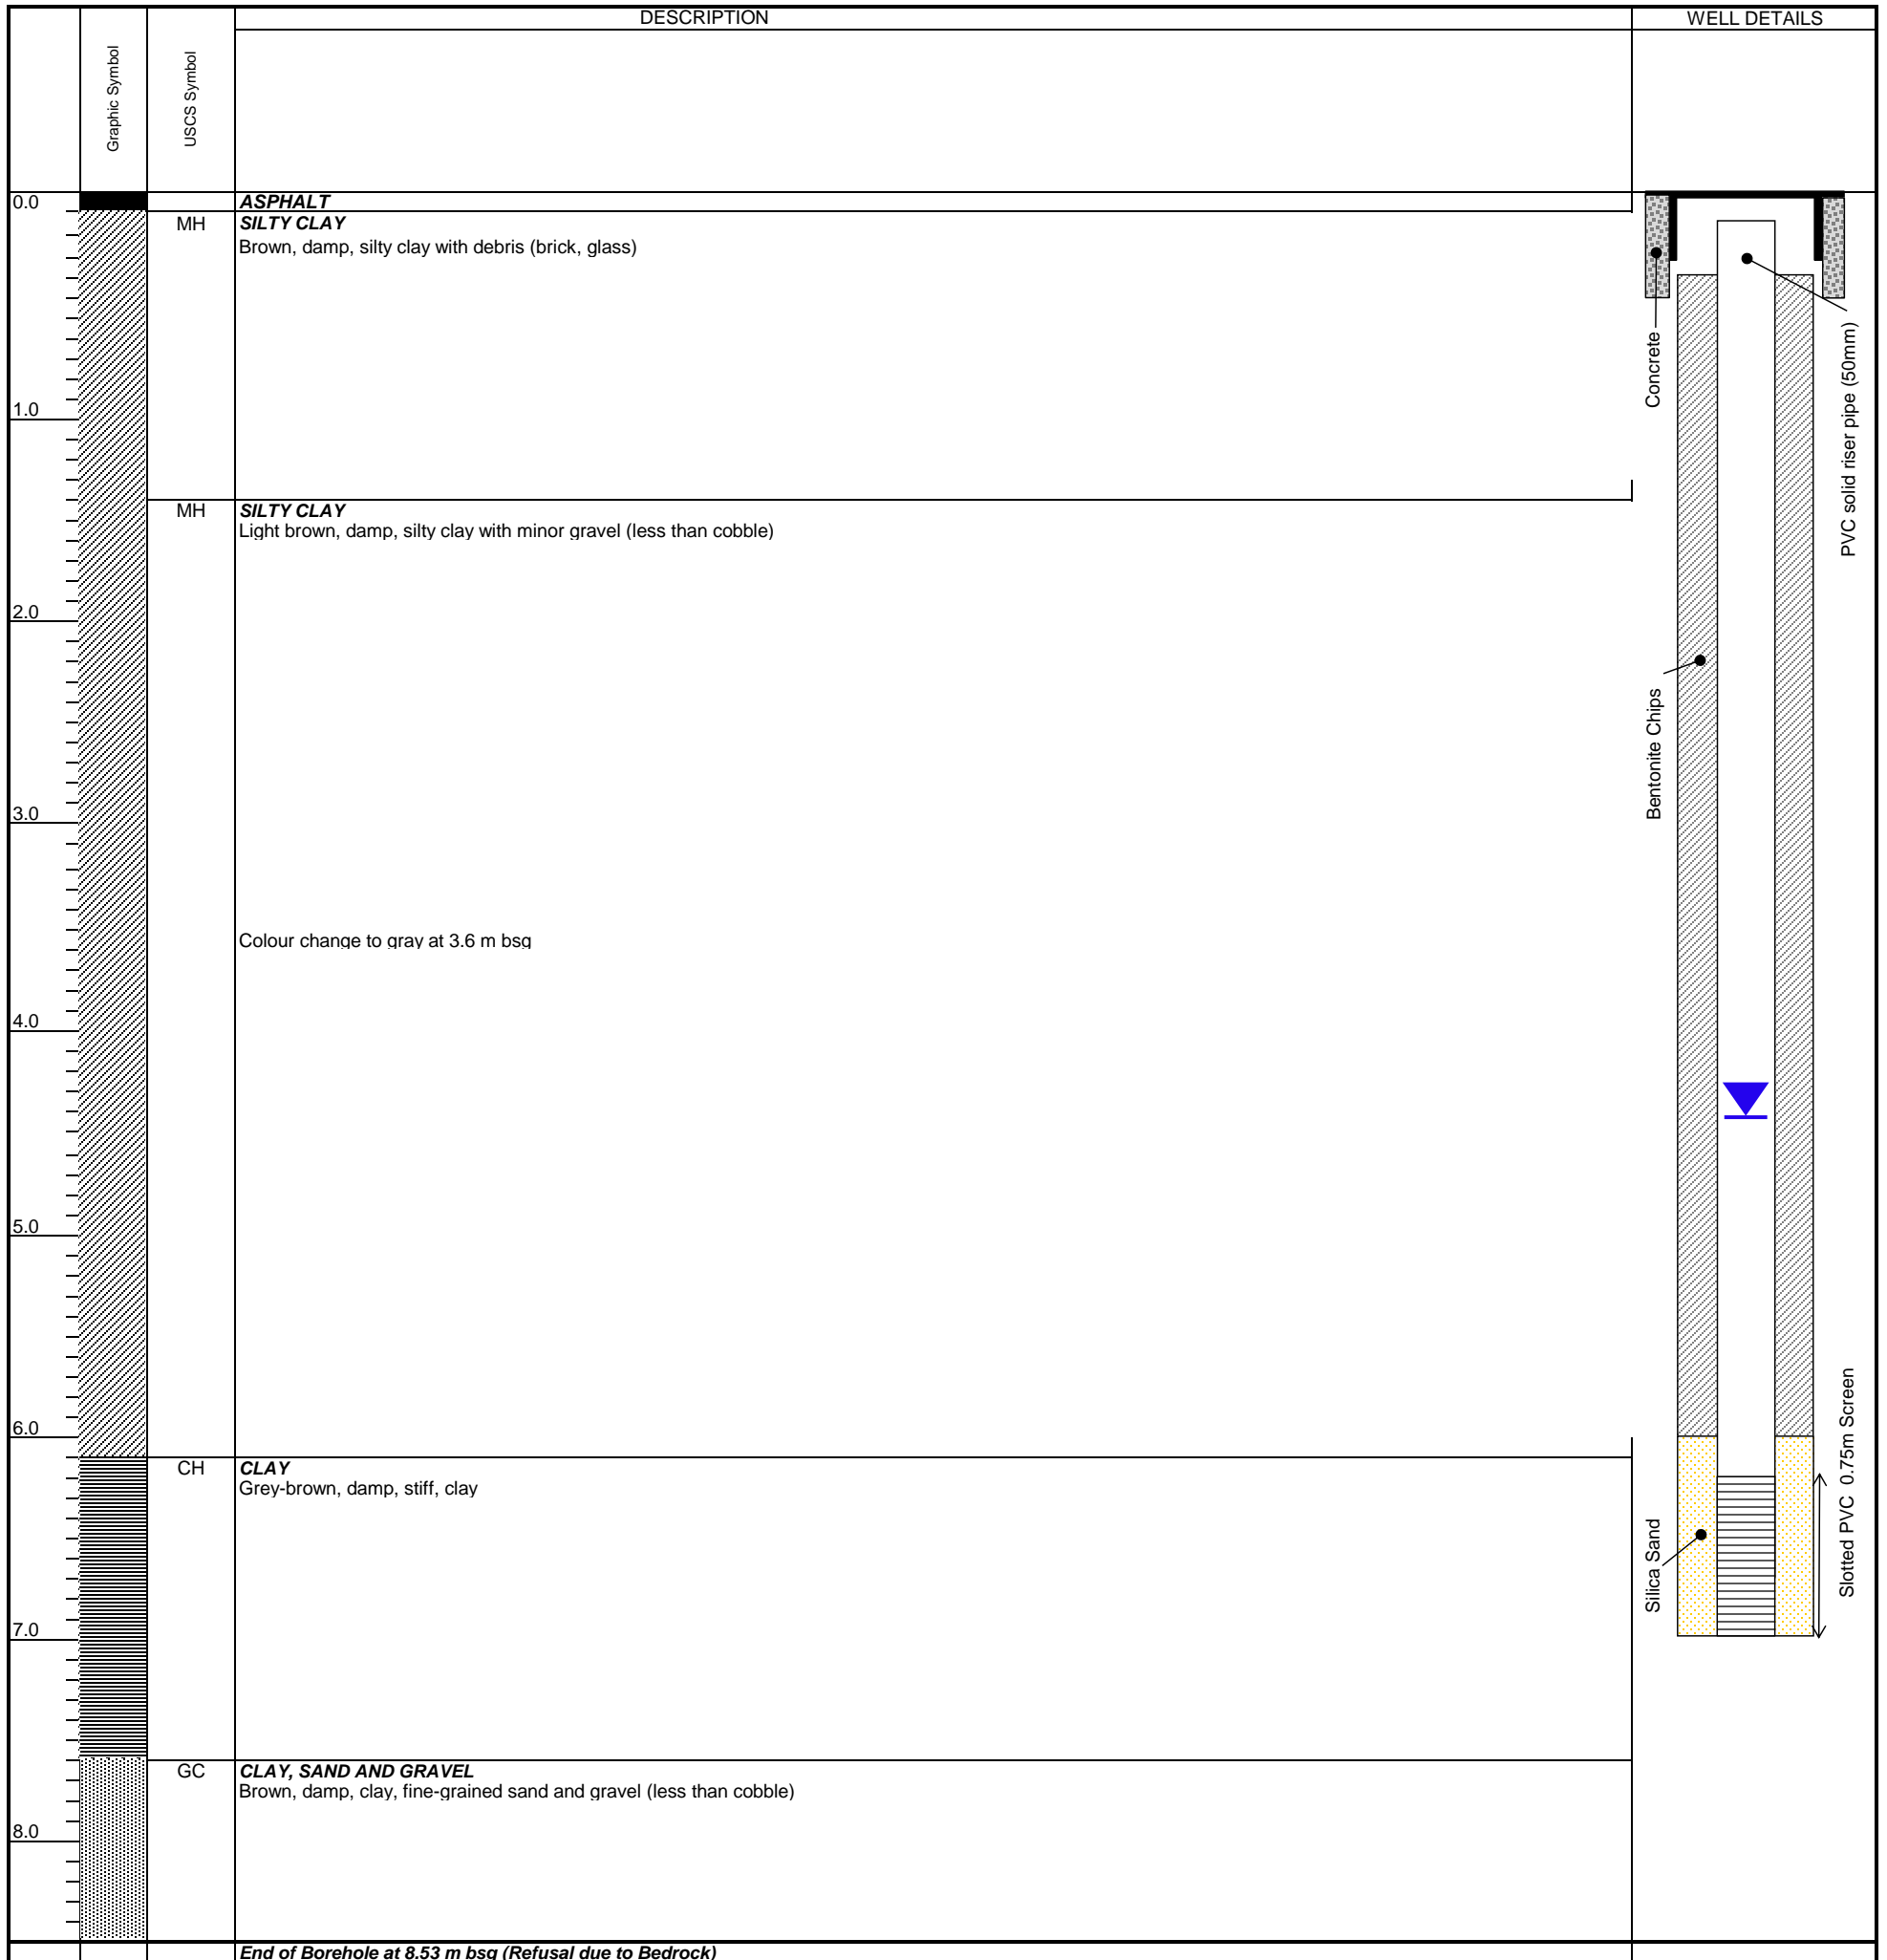 DESCRIPTION
WELL DETAILS
Graphic Symbol
USCS Symbol
0.0
ASPHALT
MH
SILTY CLAY
Brown, damp, silty clay with debris (brick, glass)
Concrete
PVC solid riser pipe (50mm)
1.0
MH
SILTY CLAY
Light brown, damp, silty clay with minor gravel (less than cobble)
2.0
Bentonite Chips
3.0
Colour change to gray at 3.6 m bsg
4.0
5.0
6.0
CH
CLAY
Grey-brown, damp, stiff, clay
Silica Sand
Slotted PVC 0.75m Screen
7.0
GC
CLAY, SAND AND GRAVEL
Brown, damp, clay, fine-grained sand and gravel (less than cobble)
8.0
End of Borehole at 8.53 m bsg (Refusal due to Bedrock)